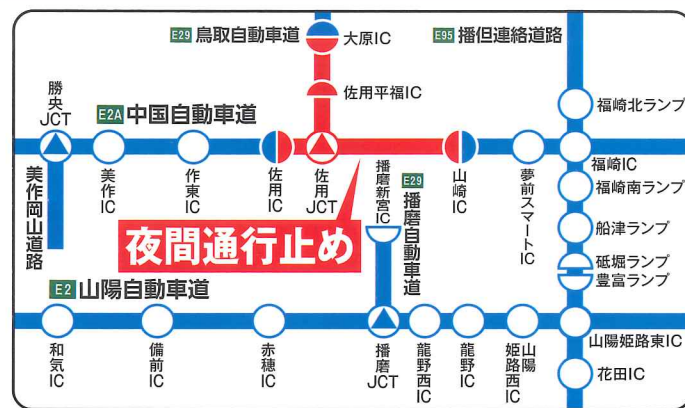 E29 鳥取自動車道
大原IC
E95 播但連絡道路
佐用平福IC
勝央JCT
E2A 中国自動車道
福崎北ランプ
美作岡山道路
美作IC
作東IC
佐用IC
佐用JCT
播磨新宮IC
E29 播磨自動車道
山崎IC
夢前スマートIC
福崎IC
福崎南ランプ
夜間通行止め
船津ランプ
砥堀ランプ
豊富ランプ
E2 山陽自動車道
和気IC
備前IC
赤穂IC
播磨JCT
龍野西IC
龍野IC
山陽姫路西IC
山陽姫路東IC
花田IC